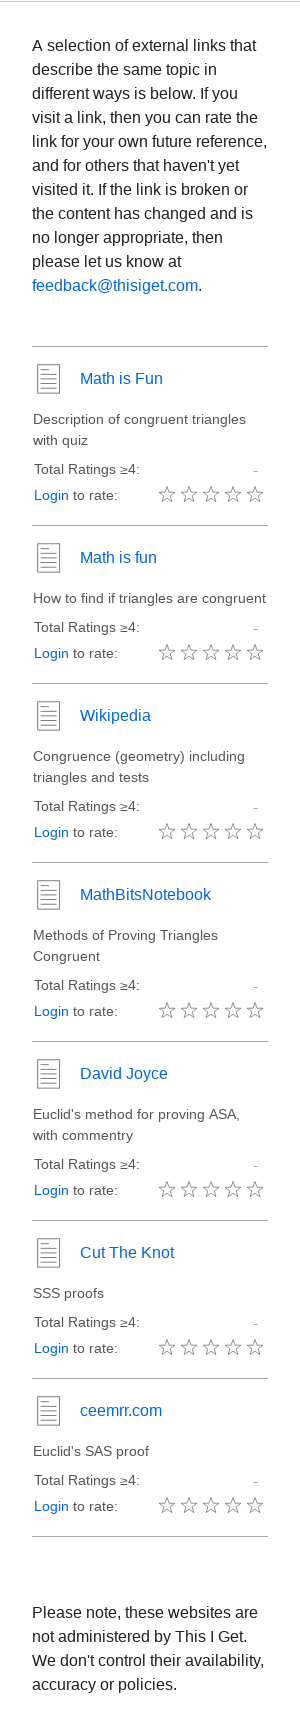 A selection of external links that
describe the same topic in
different ways is below. If you
visit a link, then you can rate the
link for your own future reference,
and for others that haven't yet
visited it. If the link is broken or
the content has changed and is
no longer appropriate, then
please let us know at
feedback@thisiget.com.
Math is Fun
Description of congruent triangles
with quiz
Total Ratings ≥4: -
Login to rate:
Math is fun
How to find if triangles are congruent
Total Ratings ≥4: -
Login to rate:
Wikipedia
Congruence (geometry) including
triangles and tests
Total Ratings ≥4: -
Login to rate:
MathBitsNotebook
Methods of Proving Triangles
Congruent
Total Ratings ≥4: -
Login to rate:
David Joyce
Euclid's method for proving ASA,
with commentry
Total Ratings ≥4: -
Login to rate:
Cut The Knot
SSS proofs
Total Ratings ≥4: -
Login to rate:
ceemrr.com
Euclid's SAS proof
Total Ratings ≥4: -
Login to rate:
Please note, these websites are
not administered by This I Get.
We don't control their availability,
accuracy or policies.